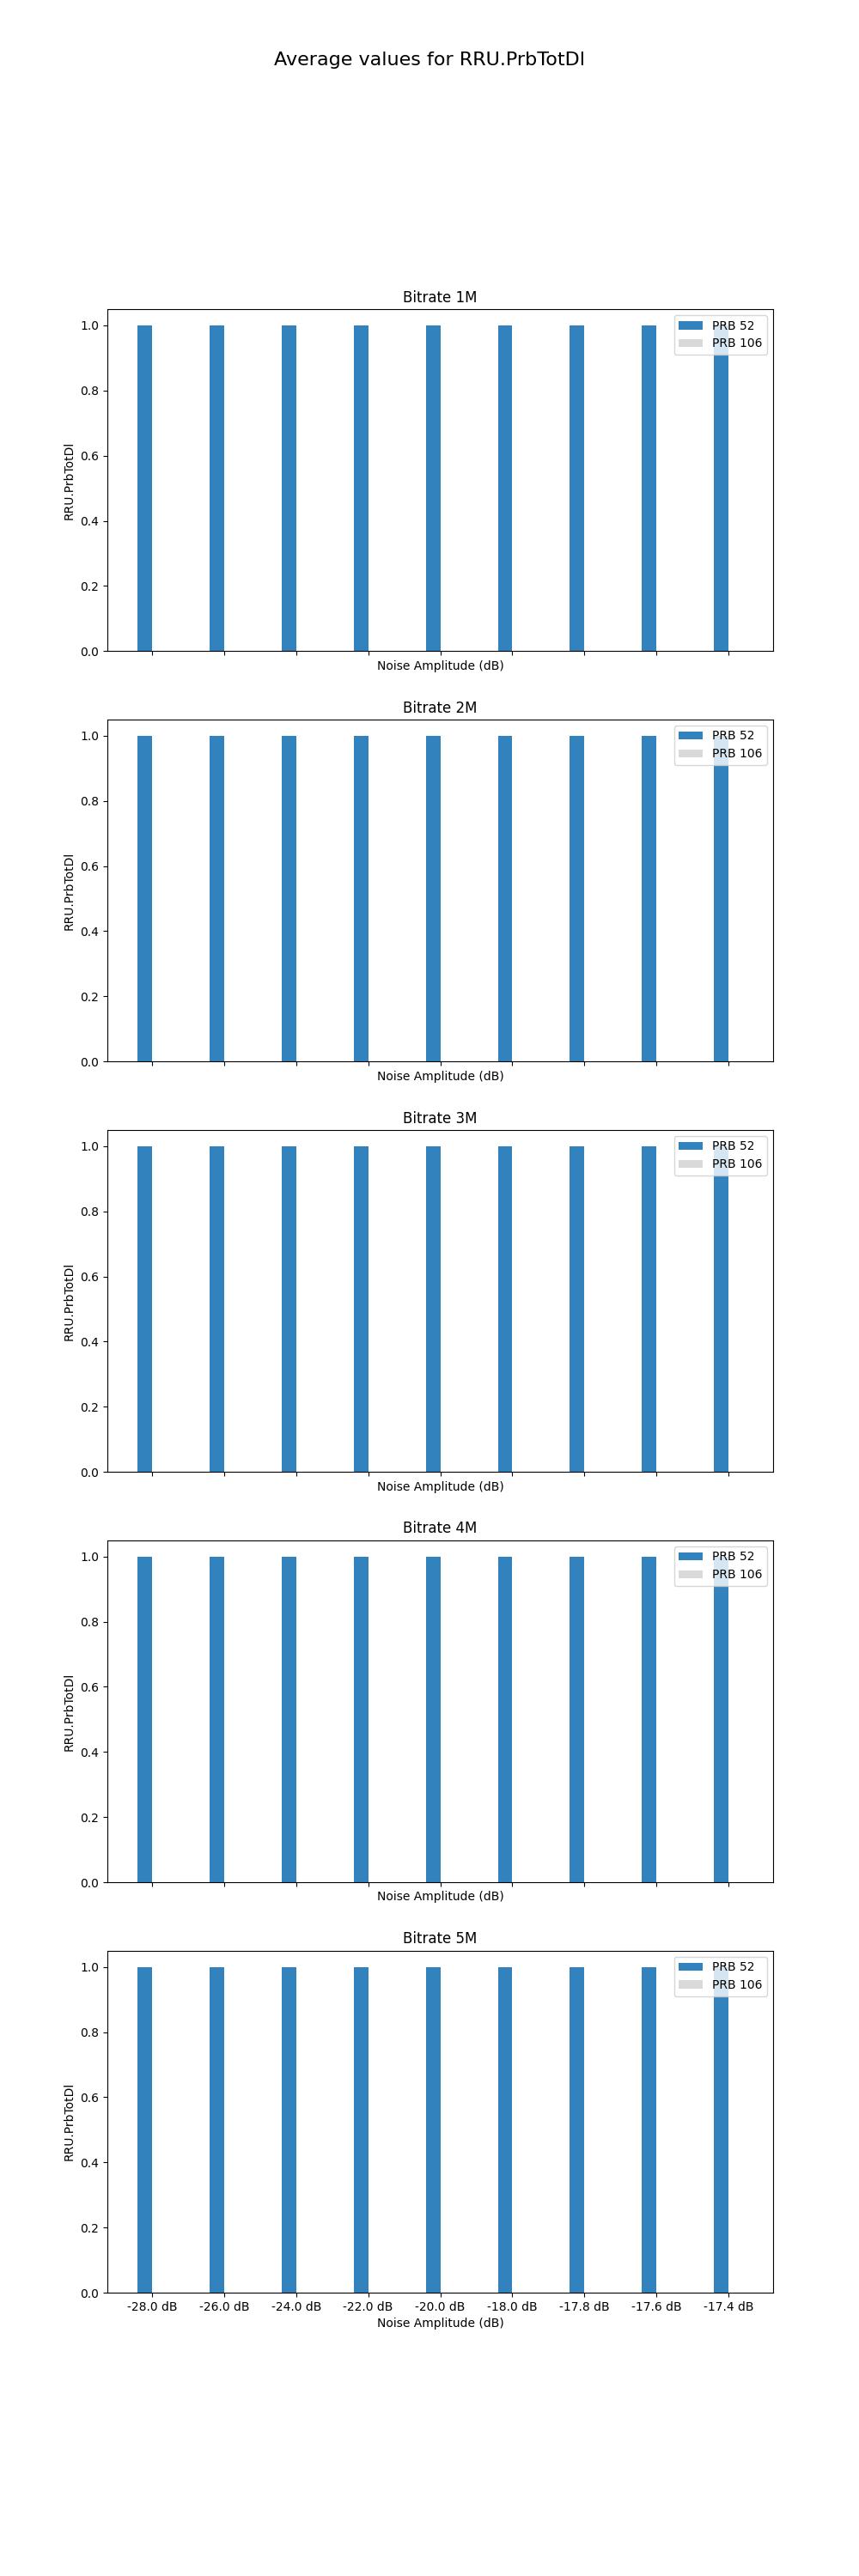 Average values for RRU.PrbTotDl
Bitrate 1M
PRB 52
PRB 106
1.0
0.8
0.6
0.4
0.2
0.0
RRU.PrbTotDl
Noise Amplitude (dB)
Bitrate 2M
PRB 52
PRB 106
1.0
0.8
0.6
0.4
0.2
0.0
RRU.PrbTotDl
Noise Amplitude (dB)
Bitrate 3M
PRB 52
PRB 106
1.0
0.8
0.6
0.4
0.2
0.0
RRU.PrbTotDl
Noise Amplitude (dB)
Bitrate 4M
PRB 52
PRB 106
1.0
0.8
0.6
0.4
0.2
0.0
RRU.PrbTotDl
Noise Amplitude (dB)
Bitrate 5M
PRB 52
PRB 106
1.0
0.8
0.6
0.4
0.2
0.0
RRU.PrbTotDl
-28.0 dB -26.0 dB -24.0 dB -22.0 dB -20.0 dB -18.0 dB -17.8 dB -17.6 dB -17.4 dB
Noise Amplitude (dB)